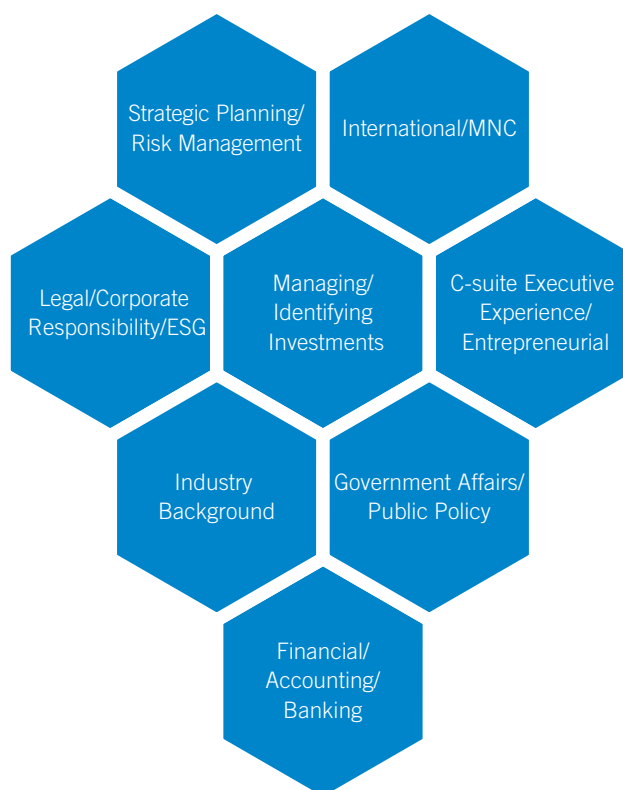 Strategic Planning/
Risk Management
International/MNC
Legal/Corporate
Responsibility/ESG
Managing/
Identifying
Investments
C-suite Executive
Experience/
Entrepreneurial
Industry
Background
Government Affairs/
Public Policy
Financial/
Accounting/
Banking